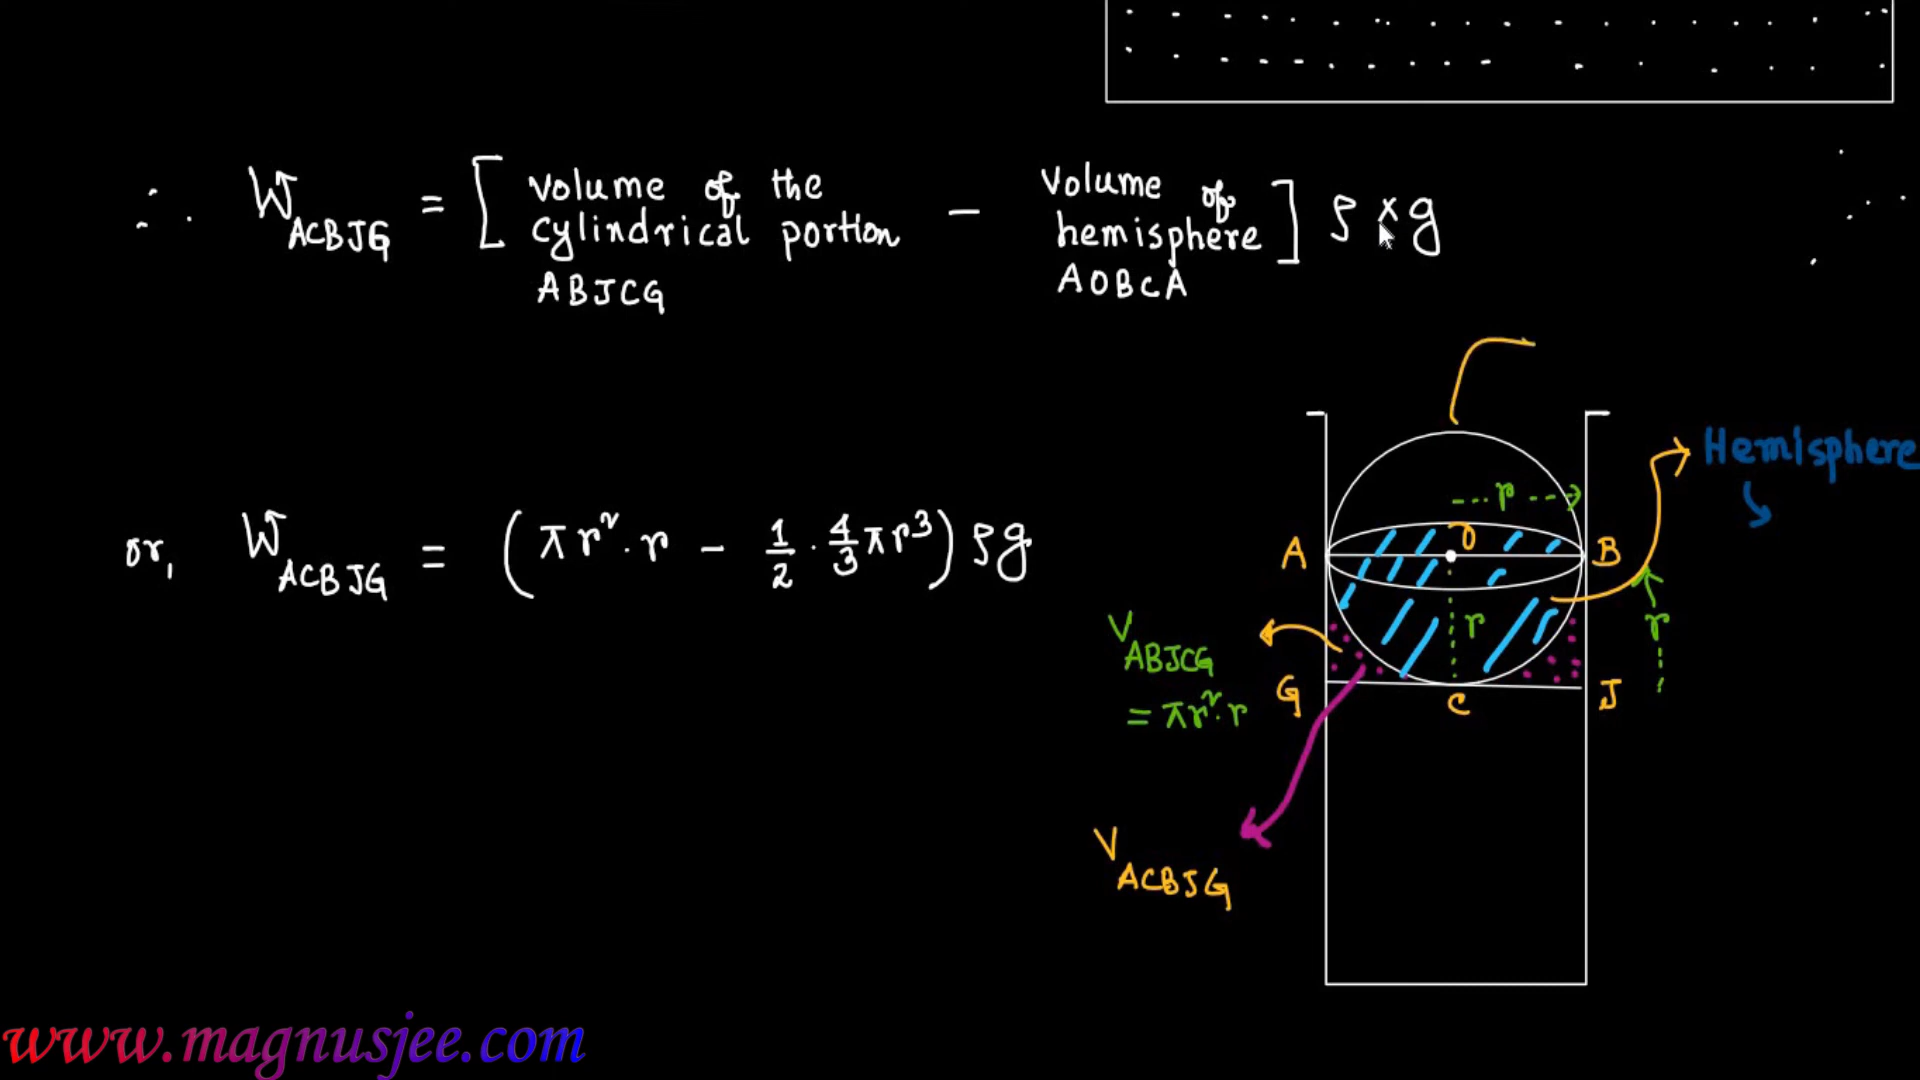 ∴ W_ACBJG = [ volume of the cylindrical portion ABJCG − volume of hemisphere AOBCA ] ρ × g
Hemisphere
r
A O B
or, W_ACBJG = ( πr²·r − 1/2 · 4/3 πr³ ) ρg
r
r
V_ABJCG
= πr²·r
G C J
V_ACBJG
www.magnusjee.com